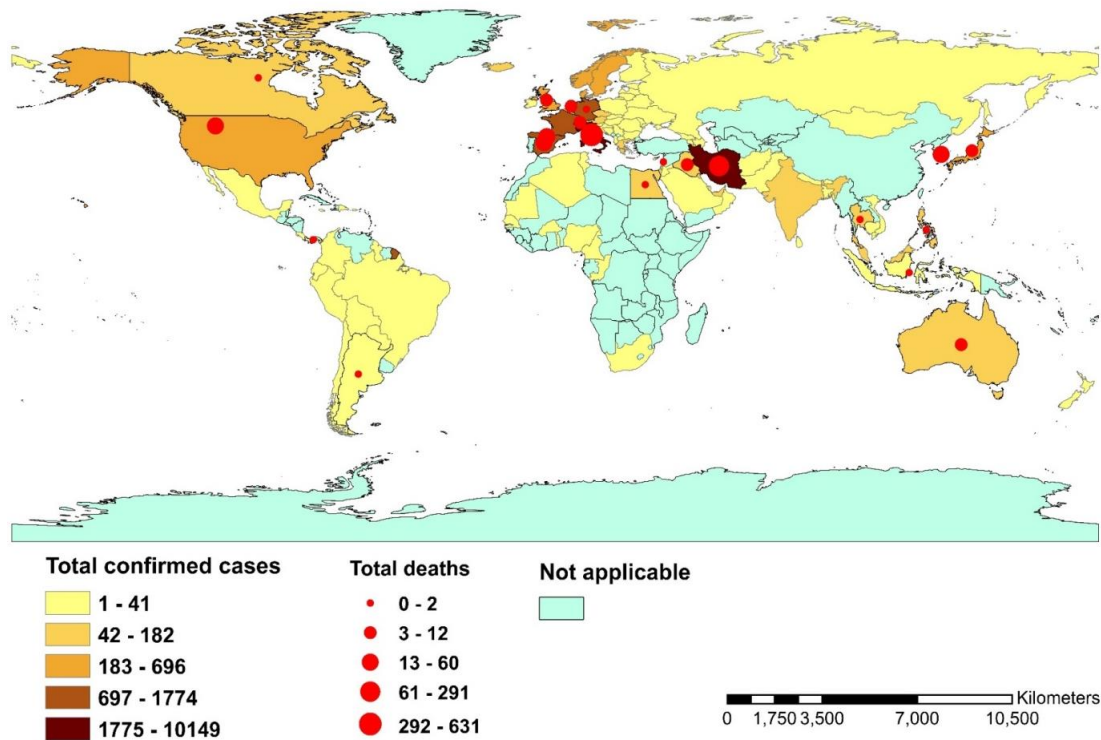 Total confirmed cases
1 - 41
42 - 182
183 - 696
697 - 1774
1775 - 10149
Total deaths
0 - 2
3 - 12
13 - 60
61 - 291
292 - 631
Not applicable
Kilometers
0 1,750 3,500 7,000 10,500